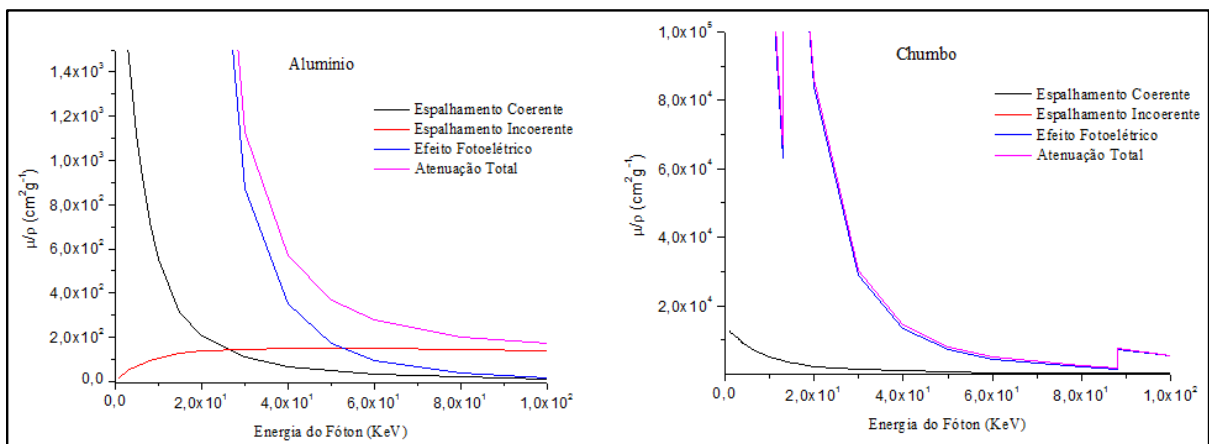 Aluminio
Espalhamento Coerente
Espalhamento Incoerente
Efeito Fotoelétrico
Atenuação Total
μ/ρ (cm²g⁻¹)
1,4x10³
1,2x10³
1,0x10³
8,0x10²
6,0x10²
4,0x10²
2,0x10²
0,0
0,0
2,0x10¹
4,0x10¹
6,0x10¹
8,0x10¹
1,0x10²
Energia do Fóton (KeV)
Chumbo
Espalhamento Coerente
Espalhamento Incoerente
Efeito Fotoelétrico
Atenuação Total
μ/ρ (cm²g⁻¹)
1,0x10⁵
8,0x10⁴
6,0x10⁴
4,0x10⁴
2,0x10⁴
0,0
2,0x10¹
4,0x10¹
6,0x10¹
8,0x10¹
1,0x10²
Energia do Fóton (KeV)